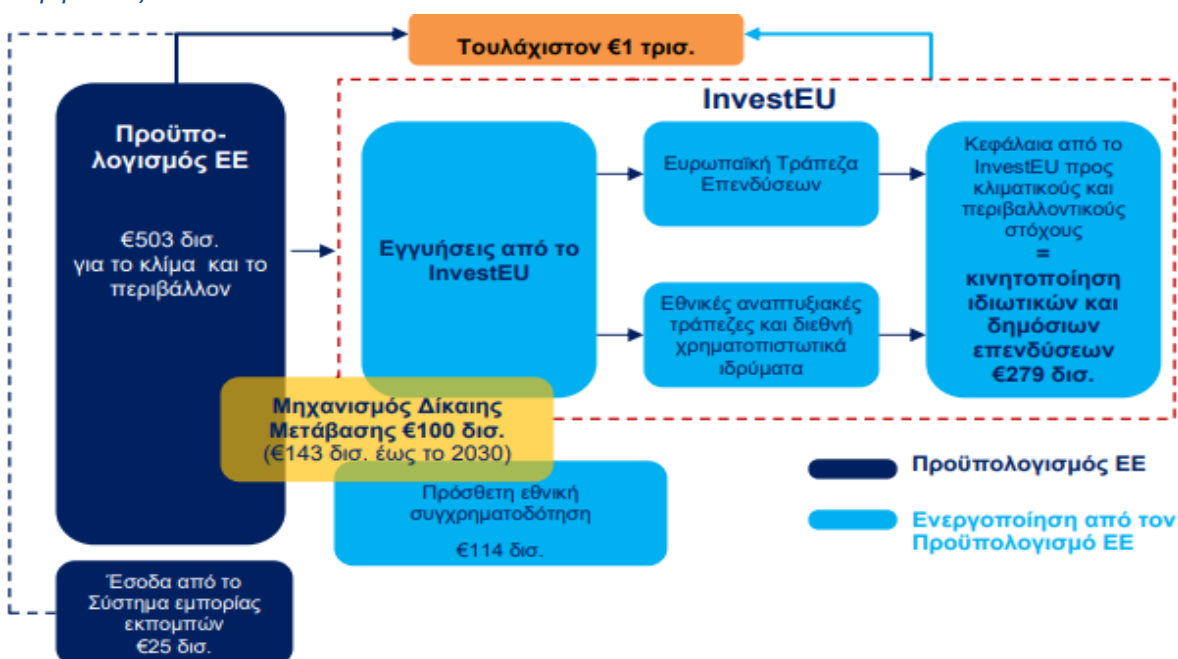 Τουλάχιστον €1 τρισ.
InvestEU
Προϋπο-
λογισμός ΕΕ
€503 δισ.
για το κλίμα και το
περιβάλλον
Εγγυήσεις από το
InvestEU
Ευρωπαϊκή Τράπεζα
Επενδύσεων
Εθνικές αναπτυξιακές
τράπεζες και διεθνή
χρηματοπιστωτικά
ιδρύματα
Κεφάλαια από το
InvestEU προς
κλιματικούς και
περιβαλλοντικούς
στόχους
=
κινητοποίηση
ιδιωτικών και
δημόσιων
επενδύσεων
€279 δισ.
Μηχανισμός Δίκαιης
Μετάβασης €100 δισ.
(€143 δισ. έως το 2030)
Πρόσθετη εθνική
συγχρηματοδότηση
€114 δισ.
Έσοδα από το
Σύστημα εμπορίας
εκπομπών
€25 δισ.
Προϋπολογισμός ΕΕ
Ενεργοποίηση από τον
Προϋπολογισμό ΕΕ